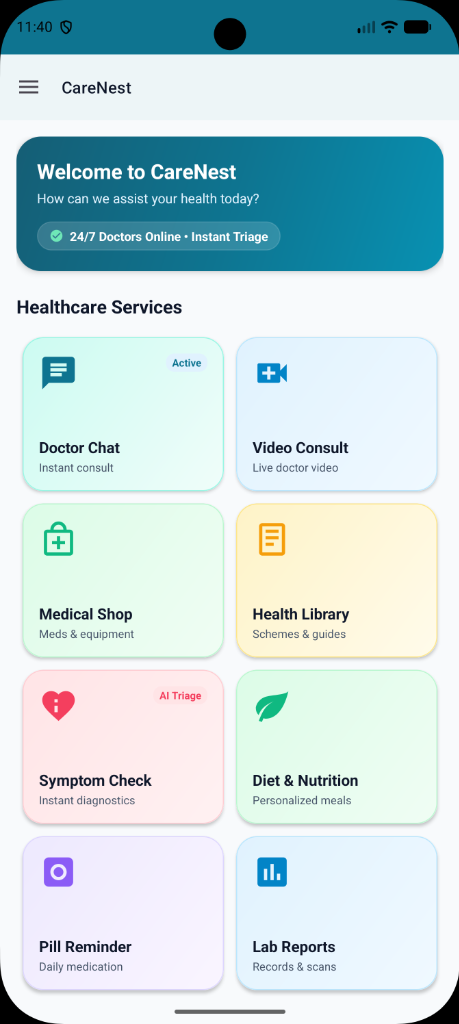 11:40
CareNest
Welcome to CareNest
How can we assist your health today?
24/7 Doctors Online • Instant Triage
Healthcare Services
Active
Doctor Chat
Instant consult
Video Consult
Live doctor video
Medical Shop
Meds & equipment
Health Library
Schemes & guides
AI Triage
Symptom Check
Instant diagnostics
Diet & Nutrition
Personalized meals
Pill Reminder
Daily medication
Lab Reports
Records & scans